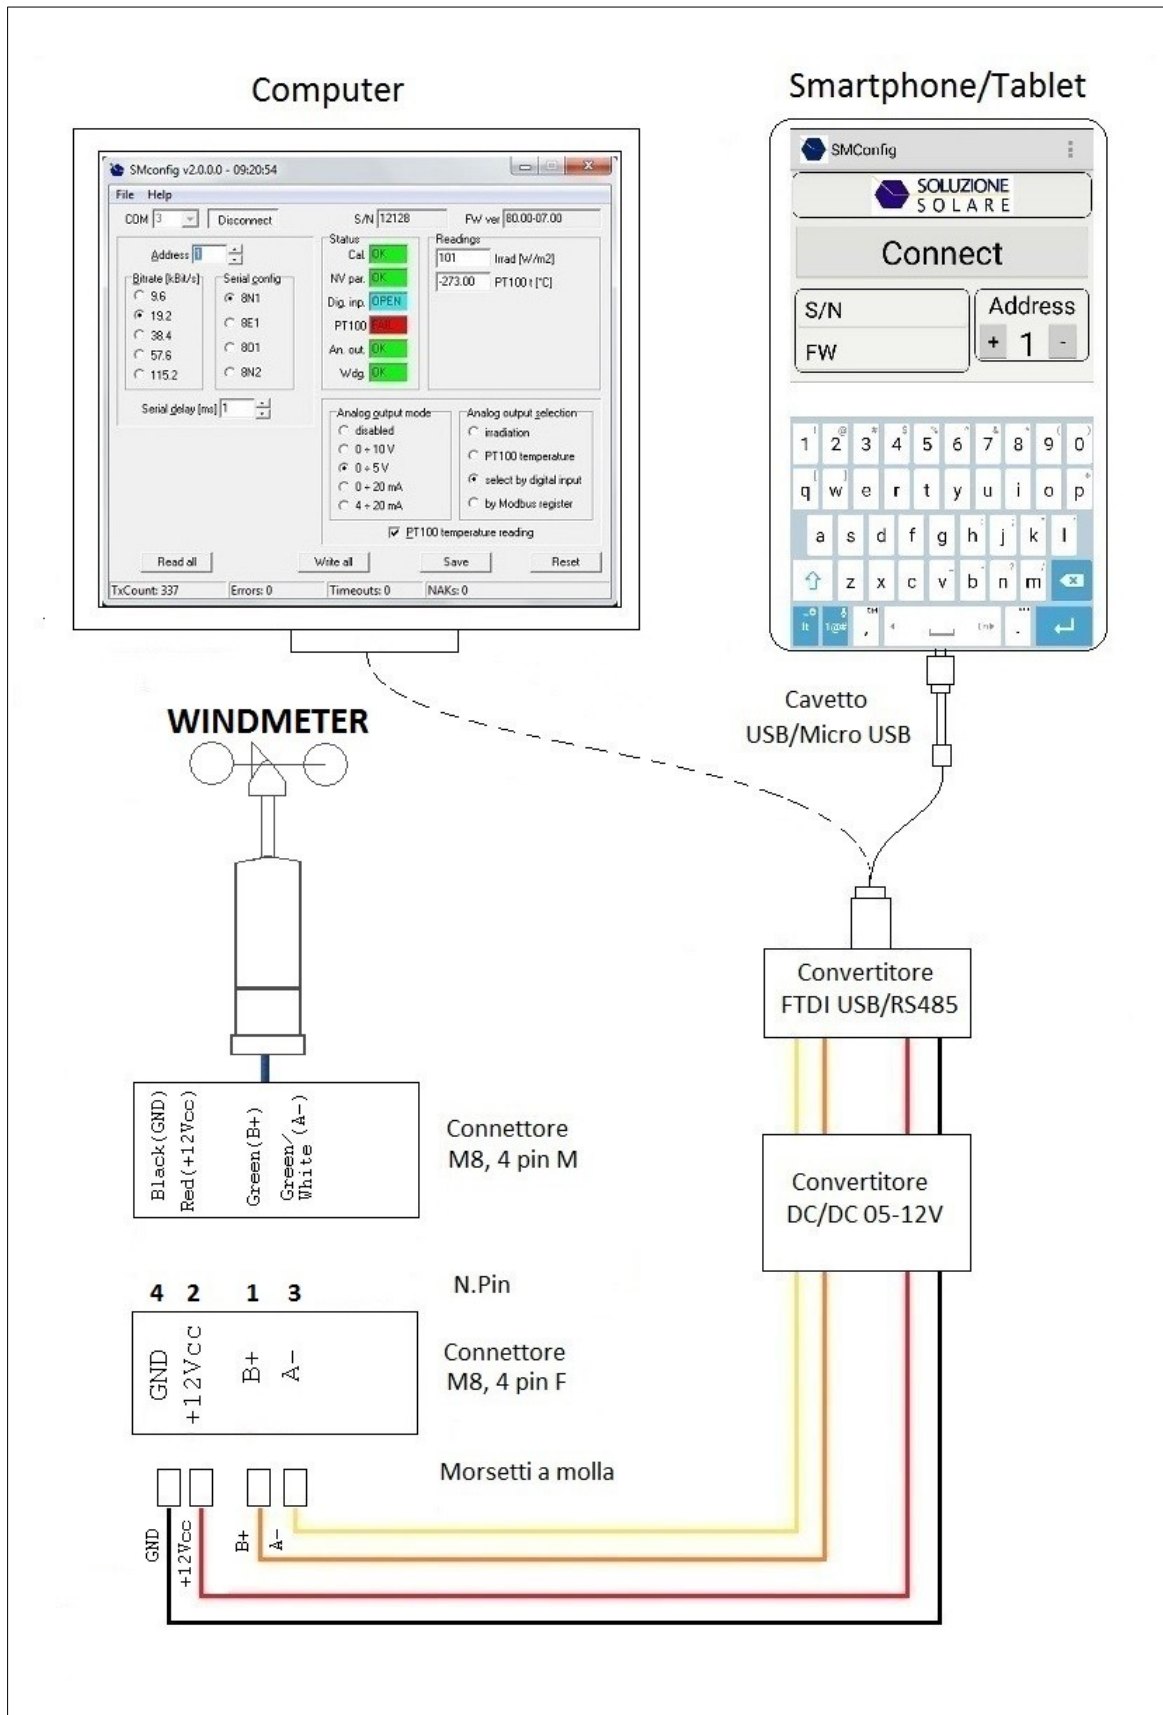 Computer
Smartphone/Tablet
SMconfig v2.0.0.0 - 09:20:54
File Help
COM 3 Disconnect
S/N 12128
FW ver 80.00-07.00
Address 1
Bitrate [kBit/s]
9.6
19.2
38.4
57.6
115.2
Serial config
8N1
8E1
8O1
8N2
Serial delay [ms] 1
Status
Cal. OK
NV par. OK
Dig. inp. OPEN
PT100 FAIL
An. out. OK
Wdg. OK
Readings
101 Irrad [W/m2]
-273.00 PT100 t [°C]
Analog output mode
disabled
0 ÷ 10 V
0 ÷ 5 V
0 ÷ 20 mA
4 ÷ 20 mA
Analog output selection
irradiation
PT100 temperature
select by digital input
by Modbus register
PT100 temperature reading
Read all Write all Save Reset
TxCount: 337 Errors: 0 Timeouts: 0 NAKs: 0
SMConfig
SOLUZIONE
SOLARE
Connect
S/N
FW
Address
+ 1 -
1 2 3 4 5 6 7 8 9 0
q w e r t y u i o p
a s d f g h j k l
z x c v b n m
WINDMETER
Cavetto
USB/Micro USB
Convertitore
FTDI USB/RS485
Black(GND)
Red(+12Vcc)
Green(B+)
Green/
White (A-)
Connettore
M8, 4 pin M
Convertitore
DC/DC 05-12V
4 2 1 3
N.Pin
GND
+12Vcc
B+
A-
Connettore
M8, 4 pin F
Morsetti a molla
GND
+12Vcc
B+
A-